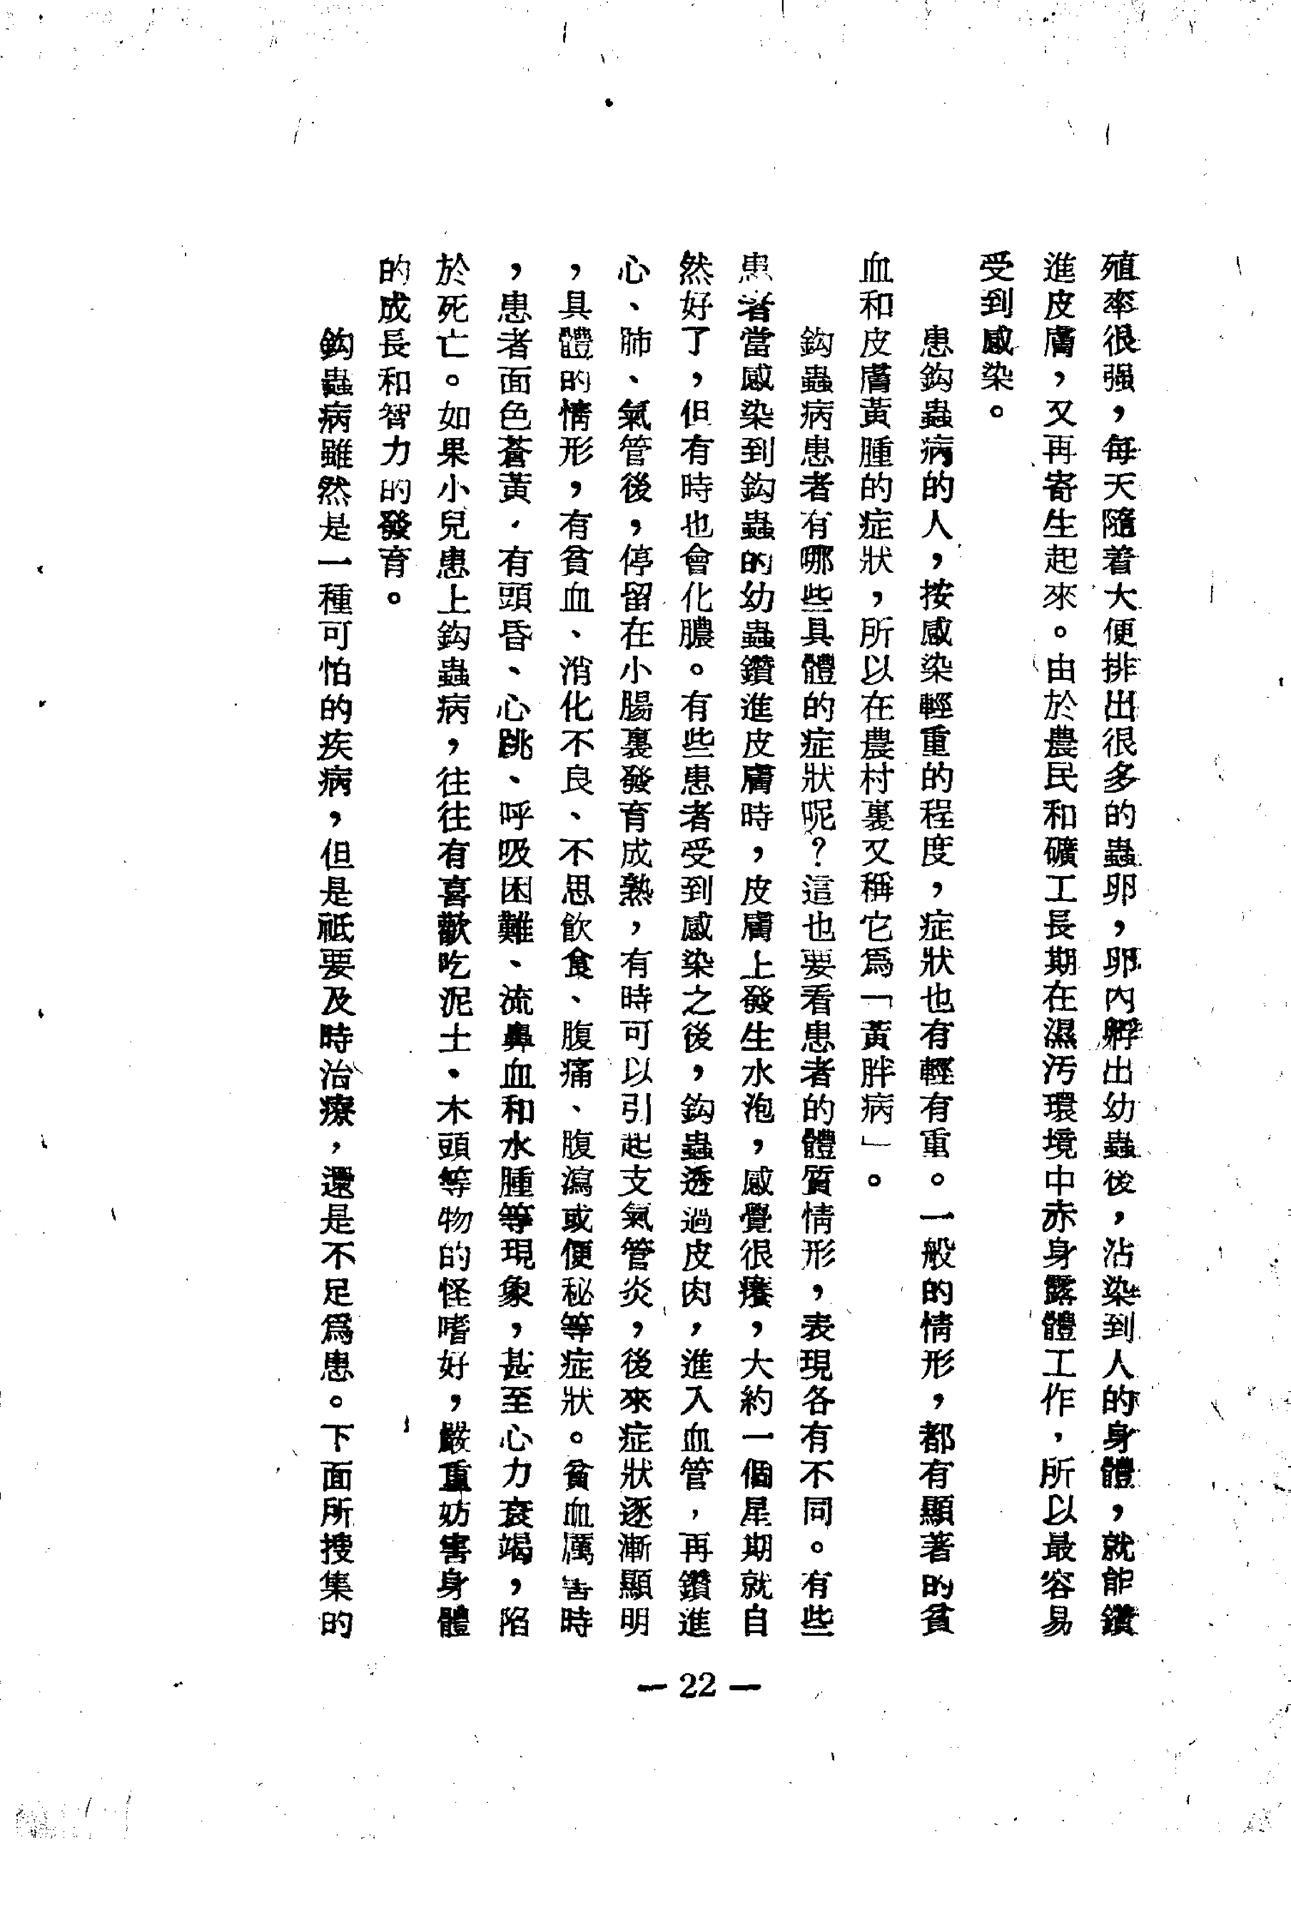 殖率很强，每天隨着大便排出很多的蟲卵，卵內孵出幼蟲後，沾染到人的身體，就能鑽
進皮膚，又再寄生起來。由於農民和礦工長期在濕汚環境中赤身露體工作，所以最容易
受到感染。
患鈎蟲病的人，按感染輕重的程度，症狀也有輕有重。一般的情形，都有顯著的貧
血和皮膚黃腫的症狀，所以在農村裏又稱它爲「黃胖病」。
鈎蟲病患者有哪些具體的症狀呢？這也要看患者的體質情形，表現各有不同。有些
患者當感染到鈎蟲的幼蟲鑽進皮膚時，皮膚上發生水泡，感覺很癢，大約一個星期就自
然好了，但有時也會化膿。有些患者受到感染之後，鈎蟲透過皮肉，進入血管，再鑽進
心、肺、氣管後，停留在小腸裏發育成熟，有時可以引起支氣管炎，後來症狀逐漸顯明
，具體的情形，有貧血、消化不良、不思飲食、腹痛、腹瀉或便秘等症狀。貧血厲害時
，患者面色蒼黃．有頭昏、心跳、呼吸困難、流鼻血和水腫等現象，甚至心力衰竭，陷
於死亡。如果小兒患上鈎蟲病，往往有喜歡吃泥土、木頭等物的怪嗜好，嚴重妨害身體
的成長和智力的發育。
鈎蟲病雖然是一種可怕的疾病，但是祗要及時治療，還是不足爲患。下面所搜集的
— 22 —